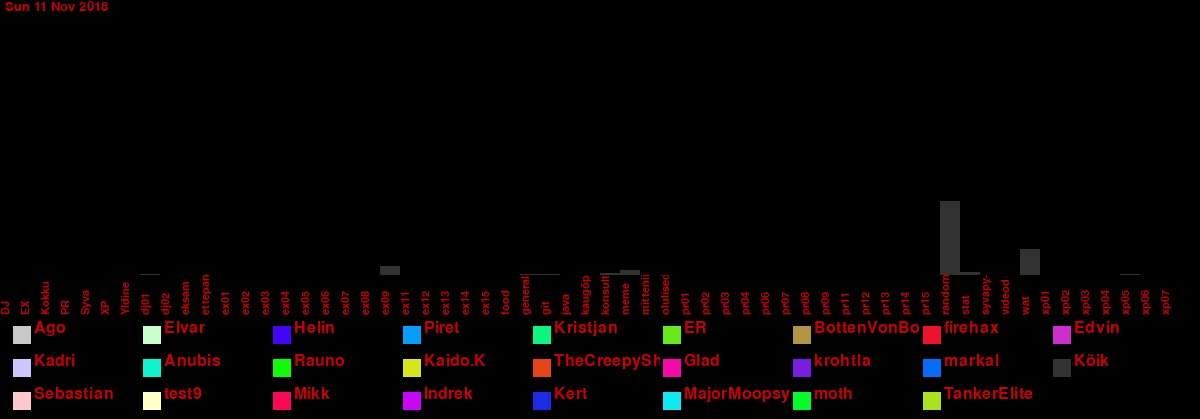 Sun 11 Nov 2018
DJ EX Kokku PR Syva XP Yldine dj01 dj02 eksam ettepan ex01 ex02 ex03 ex04 ex05 ex06 ex07 ex08 ex09 ex11 ex12 ex13 ex14 ex15 food general git java kaugõp konsult meme mittenii olulised pr01 pr02 pr03 pr04 pr06 pr07 pr08 pr09 pr11 pr12 pr13 pr14 pr15 random stat syvapy- videod wat xp01 xp02 xp03 xp04 xp05 xp06 xp07
Ago Elvar Helin Piret Kristjan ER BottenVonBo firehax Edvin
Kadri Anubis Rauno Kaido.K TheCreepySh Glad krohtla markal Kõik
Sebastian test9 Mikk Indrek Kert MajorMoopsy moth TankerElite